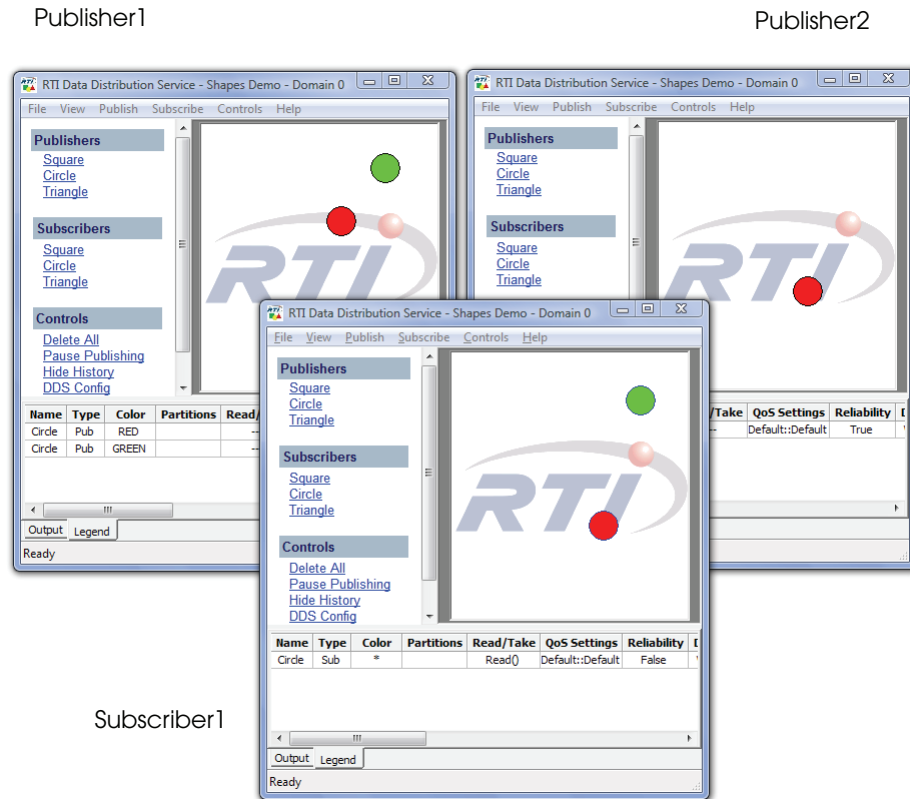 Publisher1
Publisher2
RTI Data Distribution Service - Shapes Demo - Domain 0
File View Publish Subscribe Controls Help
Publishers
Square
Circle
Triangle
Subscribers
Square
Circle
Triangle
Controls
Delete All
Pause Publishing
Hide History
DDS Config
RTI
Name Type Color Partitions Read/
Circle Pub RED --
Circle Pub GREEN --
Output Legend
Ready
RTI Data Distribution Service - Shapes Demo - Domain 0
File View Publish Subscribe Controls Help
Publishers
Square
Circle
Triangle
Subscribers
Square
Circle
Triangle
RTI
/Take QoS Settings Reliability
-- Default::Default True
RTI Data Distribution Service - Shapes Demo - Domain 0
File View Publish Subscribe Controls Help
Publishers
Square
Circle
Triangle
Subscribers
Square
Circle
Triangle
Controls
Delete All
Pause Publishing
Hide History
DDS Config
RTI
Name Type Color Partitions Read/Take QoS Settings Reliability
Circle Sub * Read() Default::Default False
Output Legend
Ready
Subscriber1